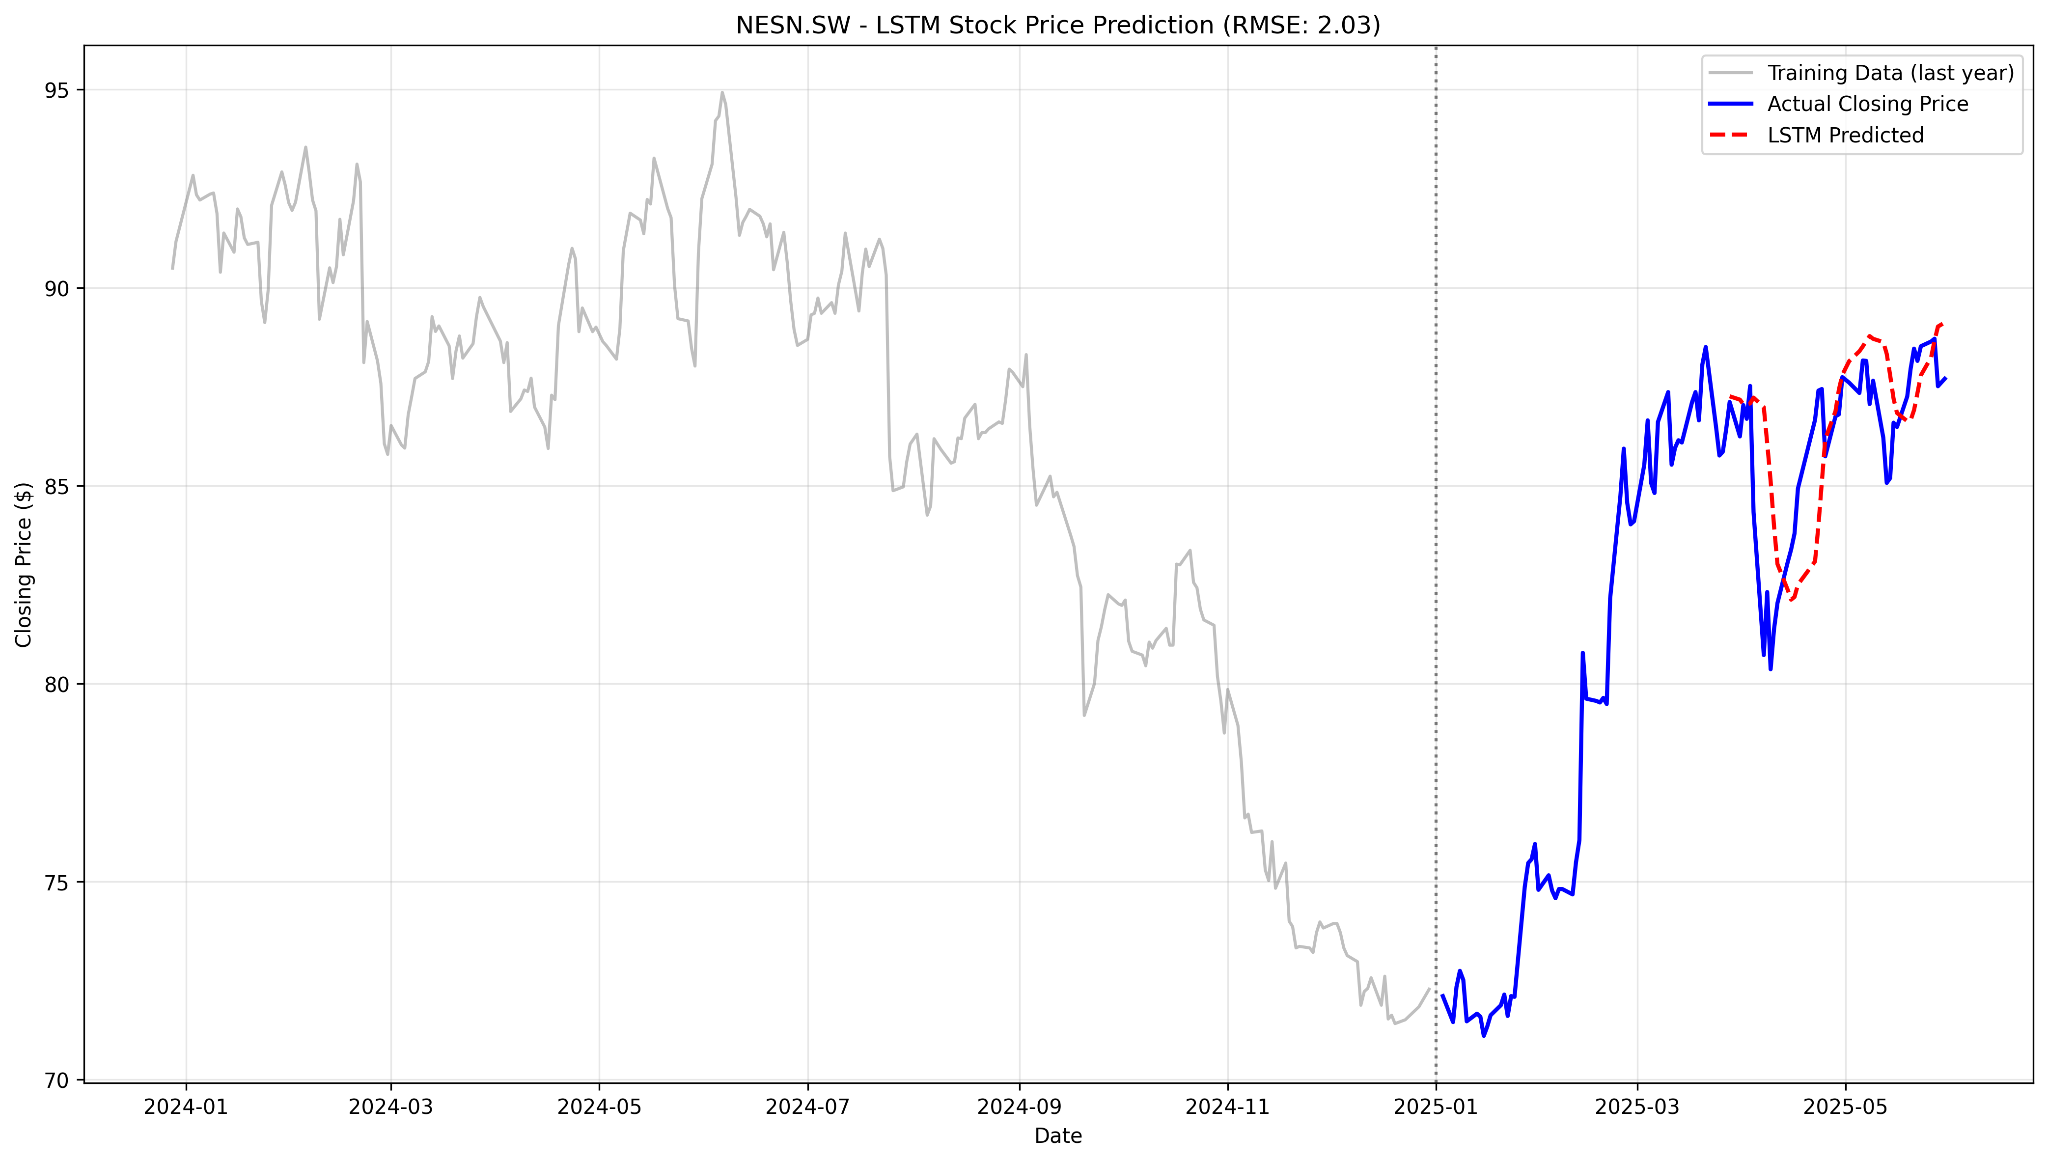 NESN.SW - LSTM Stock Price Prediction (RMSE: 2.03)
Training Data (last year)
Actual Closing Price
LSTM Predicted
Closing Price ($)
95
90
85
80
75
70
2024-01
2024-03
2024-05
2024-07
2024-09
2024-11
2025-01
2025-03
2025-05
Date